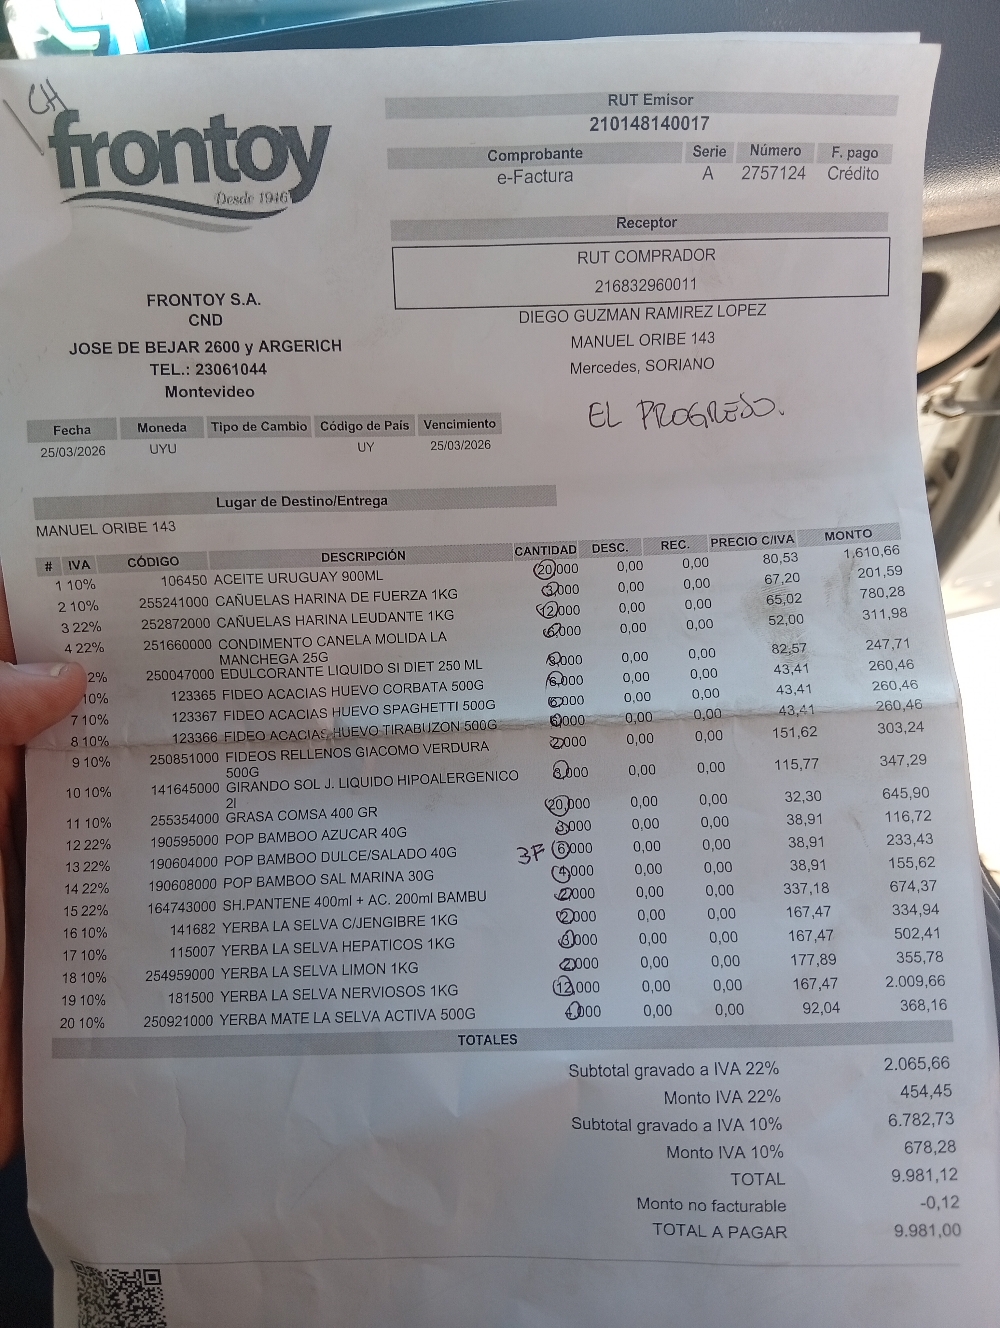 CH
frontoy
Desde 1946
RUT Emisor
210148140017
Comprobante Serie Número F. pago
e-Factura A 2757124 Crédito
Receptor
RUT COMPRADOR
216832960011
DIEGO GUZMAN RAMIREZ LOPEZ
MANUEL ORIBE 143
Mercedes, SORIANO
EL PROGRESO.
FRONTOY S.A.
CND
JOSE DE BEJAR 2600 y ARGERICH
TEL.: 23061044
Montevideo
Fecha Moneda Tipo de Cambio Código de País Vencimiento
25/03/2026 UYU UY 25/03/2026
Lugar de Destino/Entrega
MANUEL ORIBE 143
# IVA CÓDIGO DESCRIPCIÓN CANTIDAD DESC. REC. PRECIO C/IVA MONTO
1 10% 106450 ACEITE URUGUAY 900ML 20,000 0,00 0,00 80,53 1,610,66
2 10% 255241000 CAÑUELAS HARINA DE FUERZA 1KG 3,000 0,00 0,00 67,20 201,59
3 22% 252872000 CAÑUELAS HARINA LEUDANTE 1KG 12,000 0,00 0,00 65,02 780,28
4 22% 251660000 CONDIMENTO CANELA MOLIDA LA 6,000 0,00 0,00 52,00 311,98
MANCHEGA 25G
2% 250047000 EDULCORANTE LIQUIDO SI DIET 250 ML 3,000 0,00 0,00 82,57 247,71
10% 123365 FIDEO ACACIAS HUEVO CORBATA 500G 6,000 0,00 0,00 43,41 260,46
7 10% 123367 FIDEO ACACIAS HUEVO SPAGHETTI 500G 6,000 0,00 0,00 43,41 260,46
8 10% 123366 FIDEO ACACIAS HUEVO TIRABUZON 500G 6,000 0,00 0,00 43,41 260,46
9 10% 250851000 FIDEOS RELLENOS GIACOMO VERDURA 2,000 0,00 0,00 151,62 303,24
500G
10 10% 141645000 GIRANDO SOL J. LIQUIDO HIPOALERGENICO 3,000 0,00 0,00 115,77 347,29
2l
11 10% 255354000 GRASA COMSA 400 GR 20,000 0,00 0,00 32,30 645,90
12 22% 190595000 POP BAMBOO AZUCAR 40G 3,000 0,00 0,00 38,91 116,72
13 22% 190604000 POP BAMBOO DULCE/SALADO 40G 3F 6,000 0,00 0,00 38,91 233,43
14 22% 190608000 POP BAMBOO SAL MARINA 30G 4,000 0,00 0,00 38,91 155,62
15 22% 164743000 SH.PANTENE 400ml + AC. 200ml BAMBU 2,000 0,00 0,00 337,18 674,37
16 10% 141682 YERBA LA SELVA C/JENGIBRE 1KG 2,000 0,00 0,00 167,47 334,94
17 10% 115007 YERBA LA SELVA HEPATICOS 1KG 3,000 0,00 0,00 167,47 502,41
18 10% 254959000 YERBA LA SELVA LIMON 1KG 2,000 0,00 0,00 177,89 355,78
19 10% 181500 YERBA LA SELVA NERVIOSOS 1KG 12,000 0,00 0,00 167,47 2.009,66
20 10% 250921000 YERBA MATE LA SELVA ACTIVA 500G 4,000 0,00 0,00 92,04 368,16
TOTALES
Subtotal gravado a IVA 22% 2.065,66
Monto IVA 22% 454,45
Subtotal gravado a IVA 10% 6.782,73
Monto IVA 10% 678,28
TOTAL 9.981,12
Monto no facturable -0,12
TOTAL A PAGAR 9.981,00